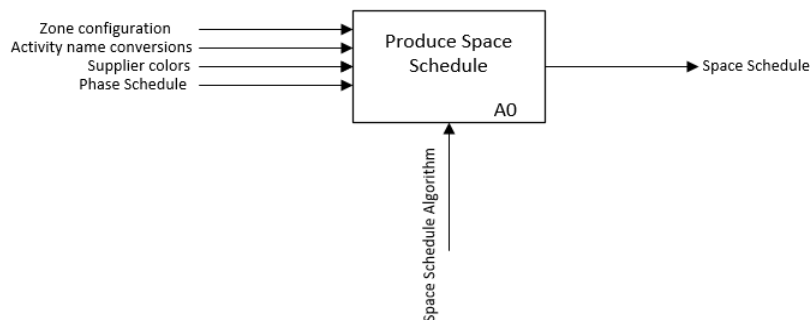 Zone configuration
Activity name conversions
Supplier colors
Phase Schedule
Produce Space
Schedule
A0
Space Schedule
Space Schedule Algorithm